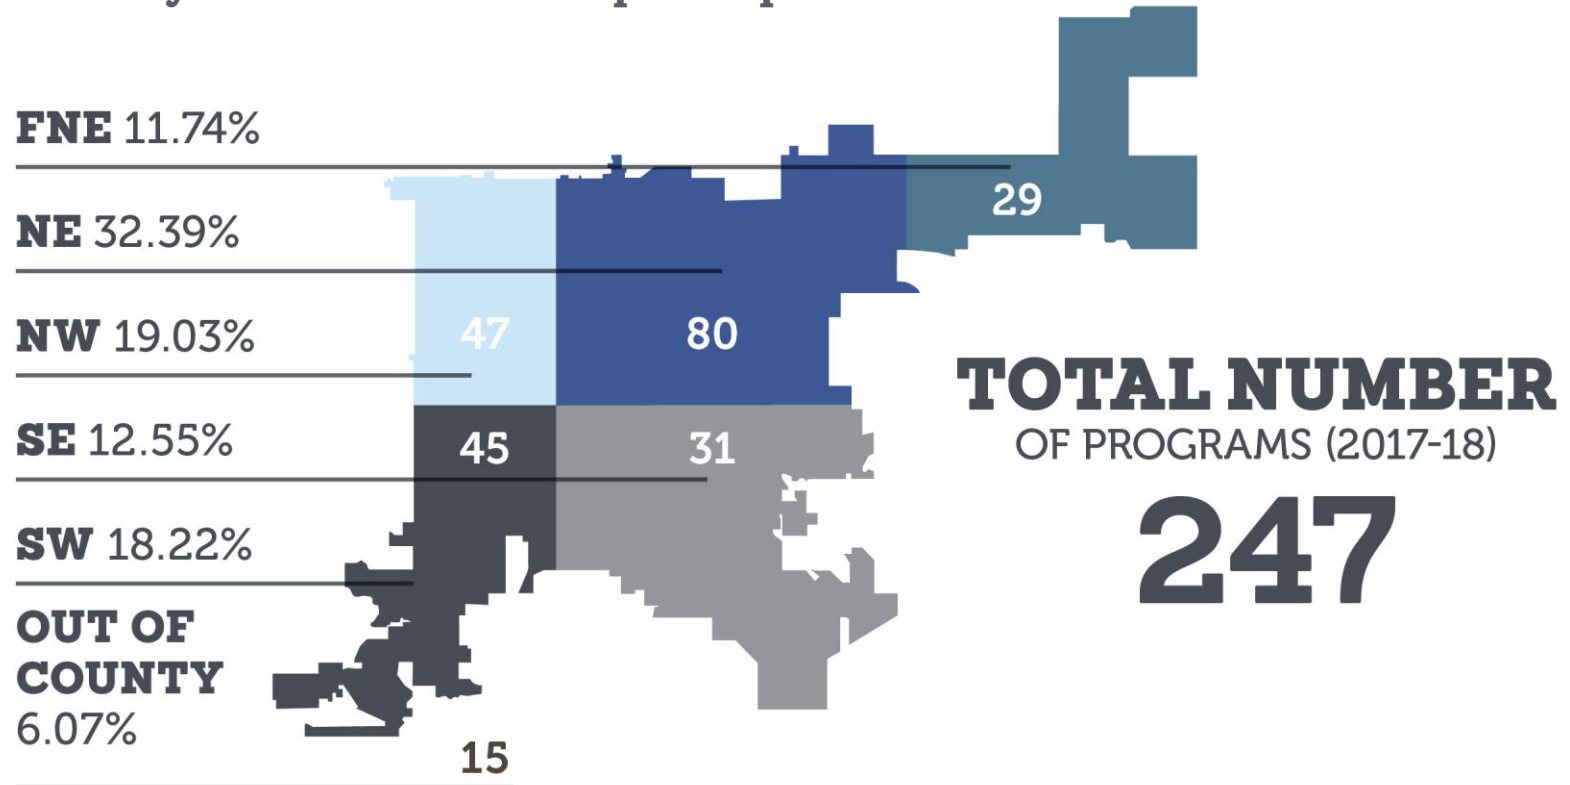 FNE 11.74%
29
NE 32.39%
NW 19.03%
47
80
TOTAL NUMBER
OF PROGRAMS (2017-18)
247
SE 12.55%
45
31
SW 18.22%
OUT OF
COUNTY
6.07%
15